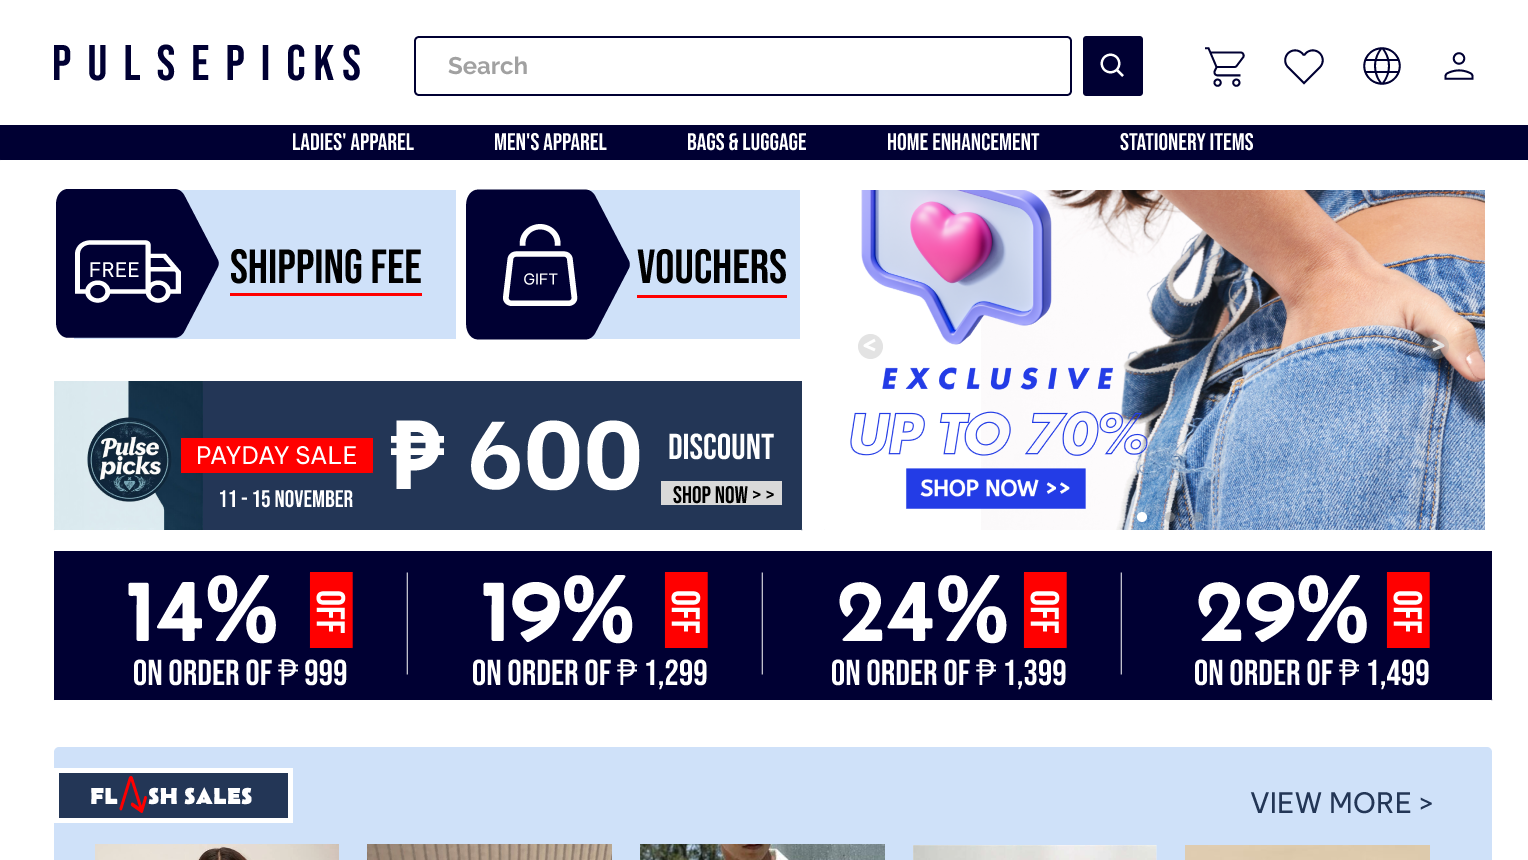 PULSEPICKS
Search
LADIES' APPAREL
MEN'S APPAREL
BAGS & LUGGAGE
HOME ENHANCEMENT
STATIONERY ITEMS
FREE
SHIPPING FEE
GIFT
VOUCHERS
<
>
EXCLUSIVE
UP TO 70%
SHOP NOW >>
Pulse
picks
PAYDAY SALE
11 - 15 NOVEMBER
₱ 600
DISCOUNT
SHOP NOW > >
14% OFF
ON ORDER OF ₱ 999
19% OFF
ON ORDER OF ₱ 1,299
24% OFF
ON ORDER OF ₱ 1,399
29% OFF
ON ORDER OF ₱ 1,499
FLASH SALES
VIEW MORE >